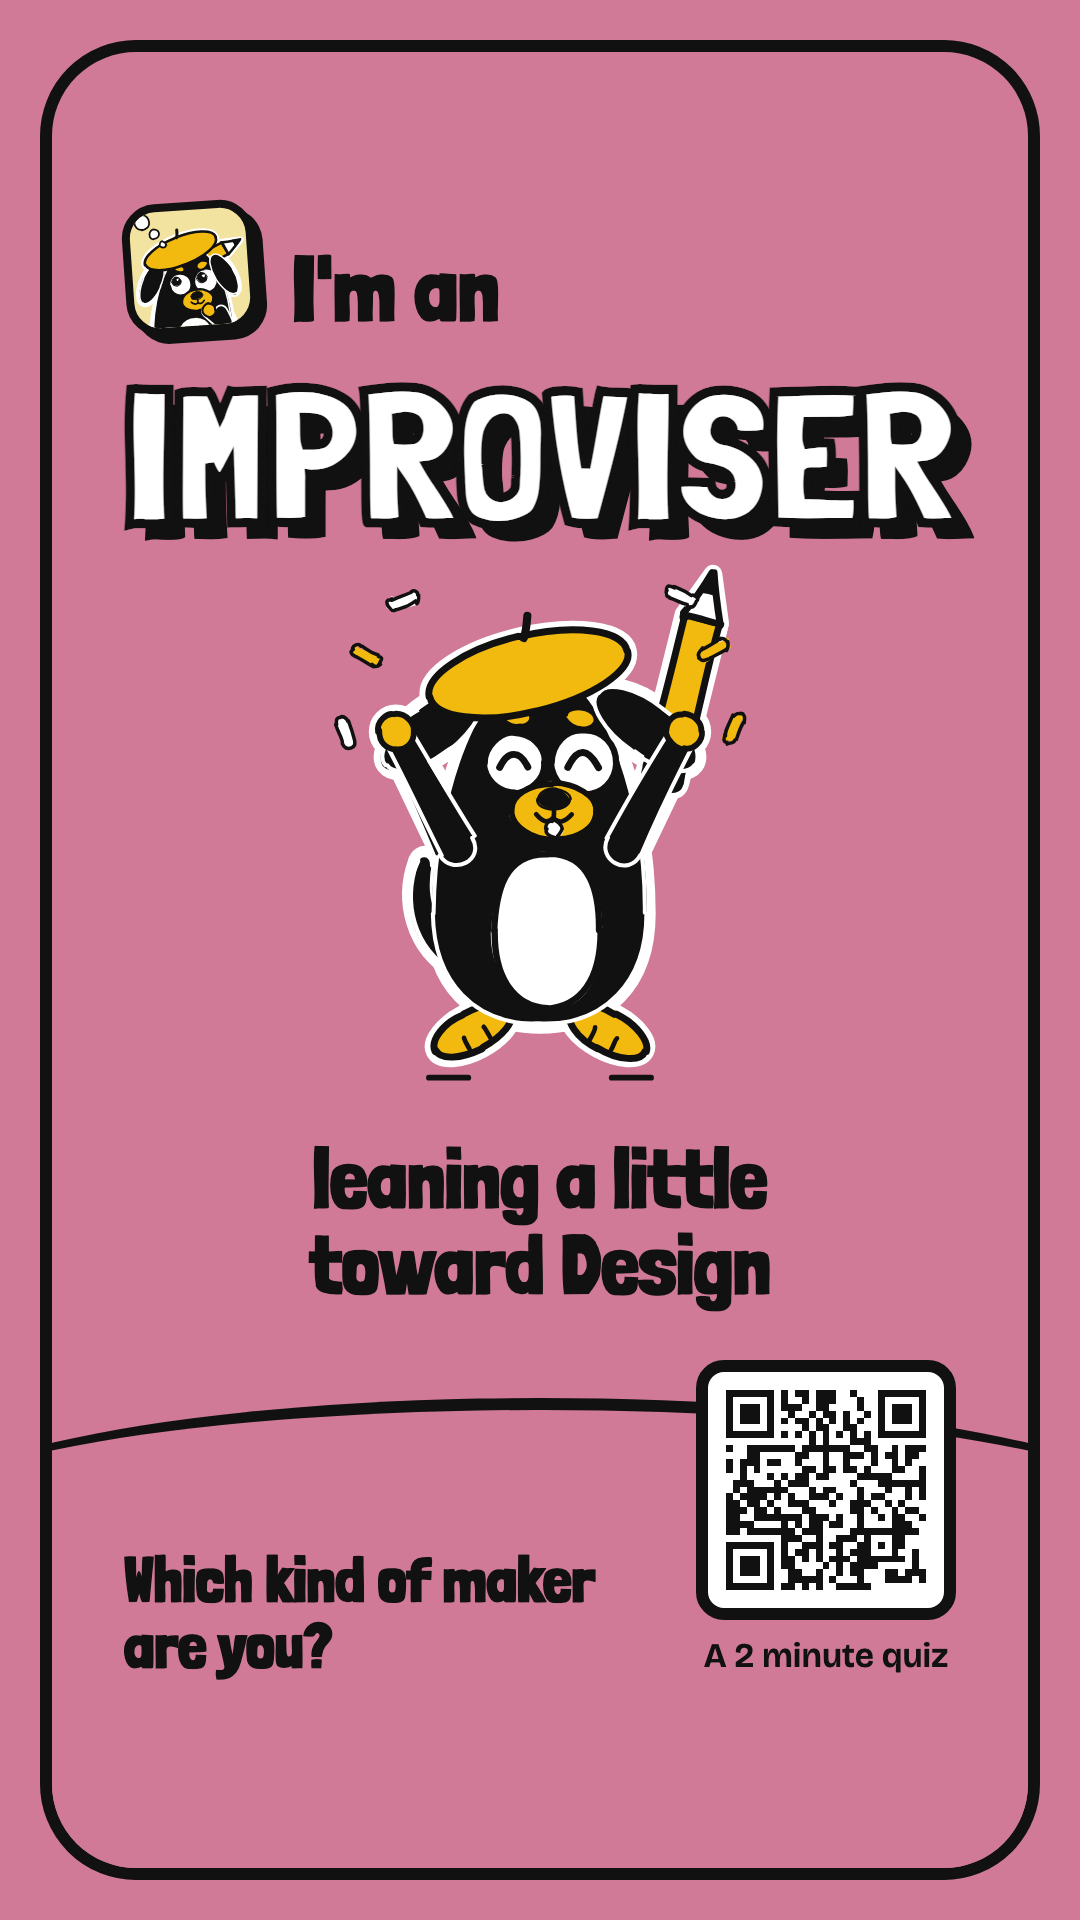 I'm an
IMPROVISER
leaning a little
toward Design
Which kind of maker
are you?
A 2 minute quiz